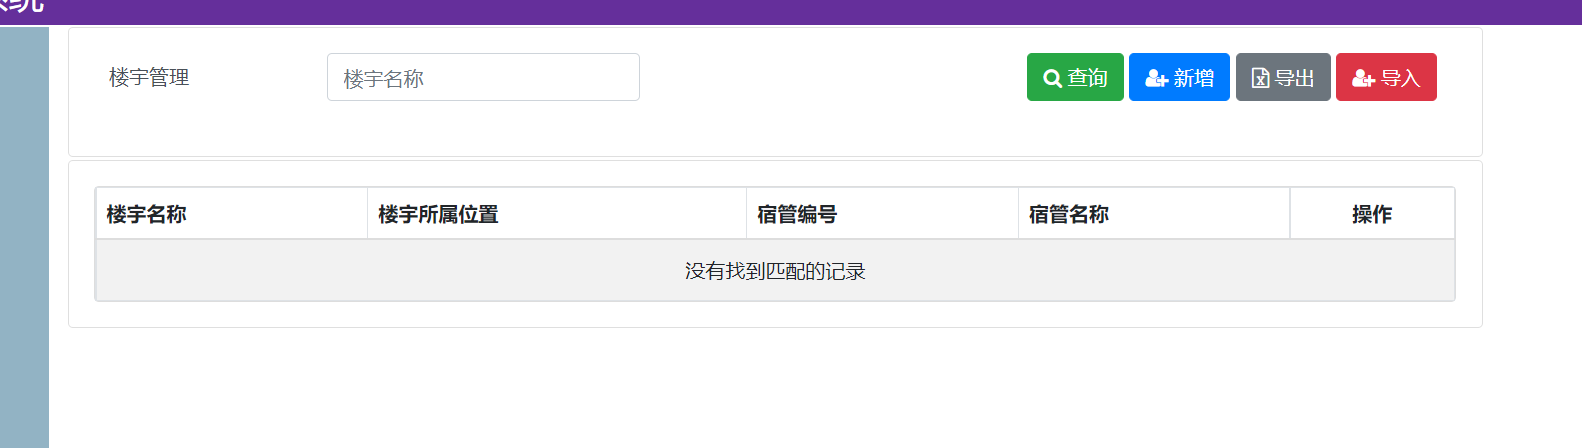 楼宇管理 楼宇名称 查询 新增 导出 导入
楼宇名称 楼宇所属位置 宿管编号 宿管名称 操作
没有找到匹配的记录